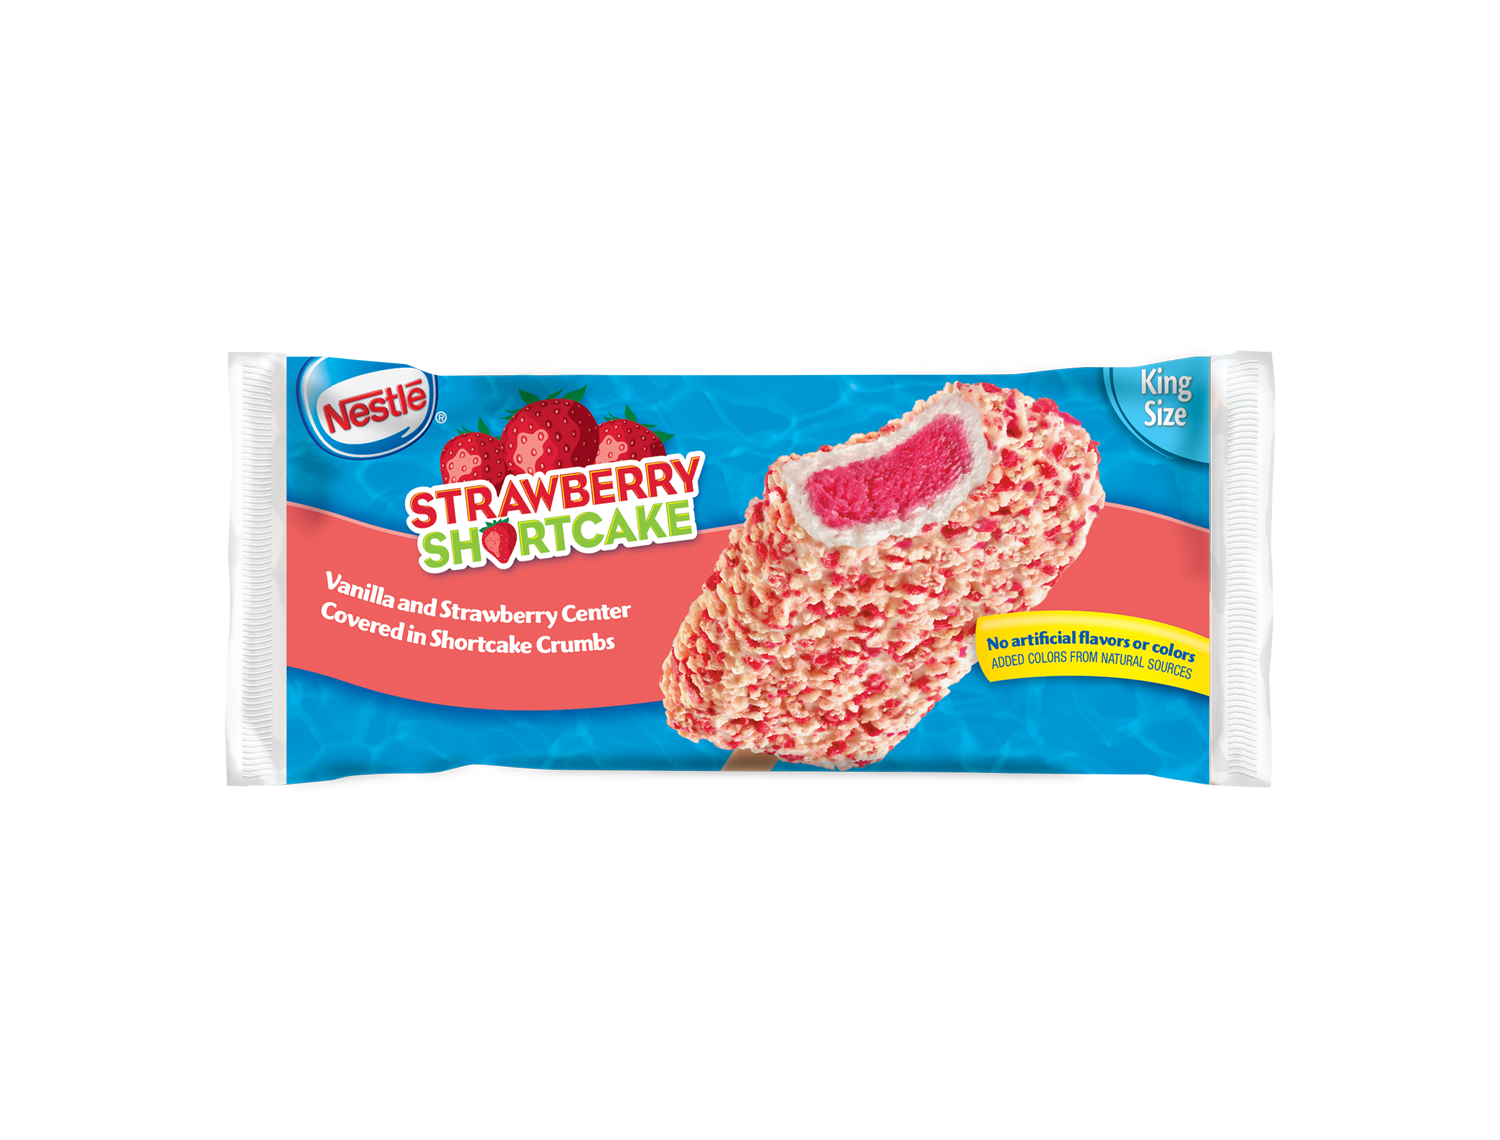 Nestlé®
King
Size
STRAWBERRY
SHORTCAKE
Vanilla and Strawberry Center
Covered in Shortcake Crumbs
No artificial flavors or colors
ADDED COLORS FROM NATURAL SOURCES